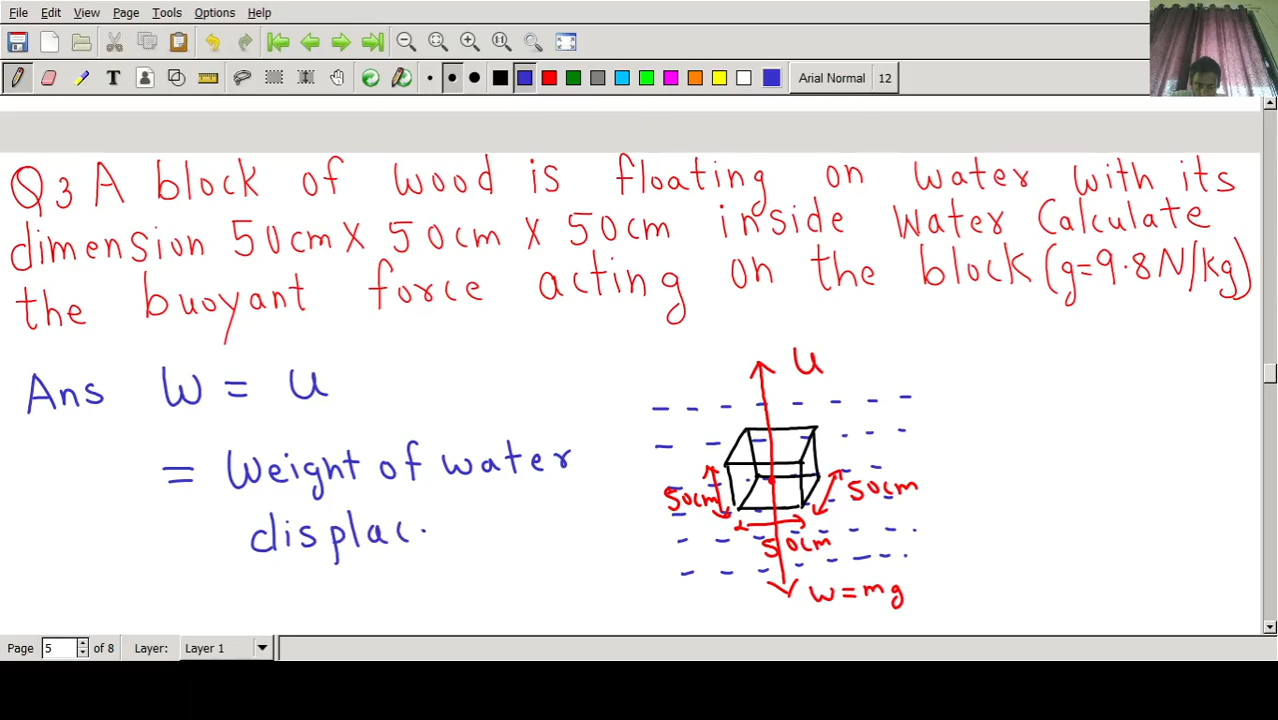 File Edit View Page Tools Options Help
Arial Normal 12
Q3 A block of wood is floating on water with its
dimension 50cm X 50cm X 50cm inside Water Calculate
the buoyant force acting on the block (g=9.8N/kg)
Ans W = U
= Weight of water
displac
U
50cm
50cm
50cm
W=mg
Page 5 of 8 Layer: Layer 1